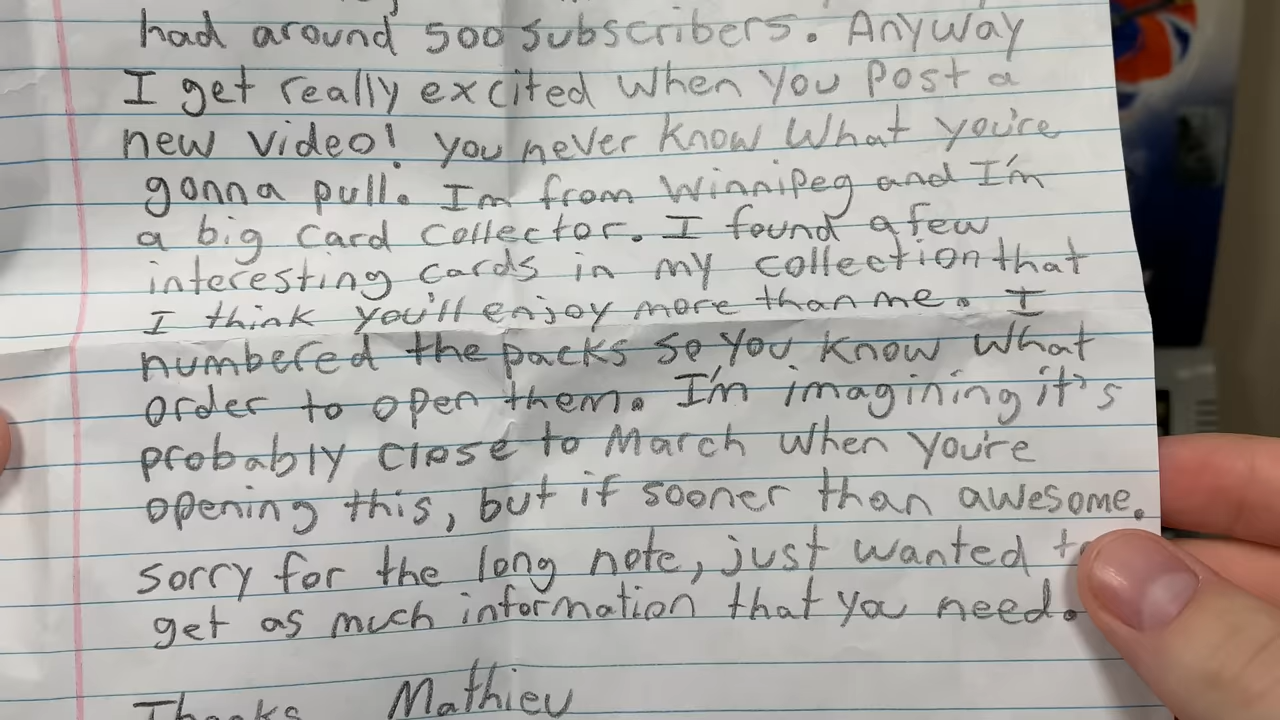 had around 500 subscribers. Anyway
I get really excited when you post a
new video! you never know what you're
gonna pull. Im from Winnipeg and I'm
a big card collector. I found a few
interesting cards in my collection that
I think you'll enjoy more than me. I
numbered the packs so you know what
order to open them. I'm imagining it's
probably close to March when you're
opening this, but if sooner than awesome.
sorry for the long note, just wanted to
get as much information that you need.
Thanks Mathieu